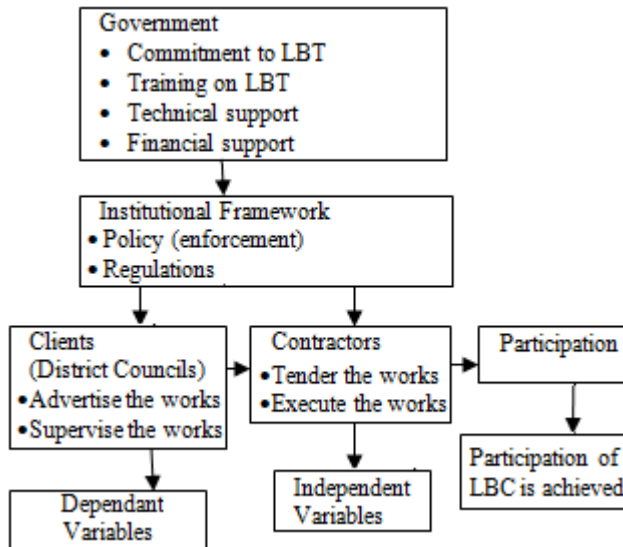 Government
• Commitment to LBT
• Training on LBT
• Technical support
• Financial support
Institutional Framework
• Policy (enforcement)
• Regulations
Clients
(District Councils)
• Advertise the works
• Supervise the works
Contractors
• Tender the works
• Execute the works
Participation
Dependant
Variables
Independent
Variables
Participation of
LBC is achieved